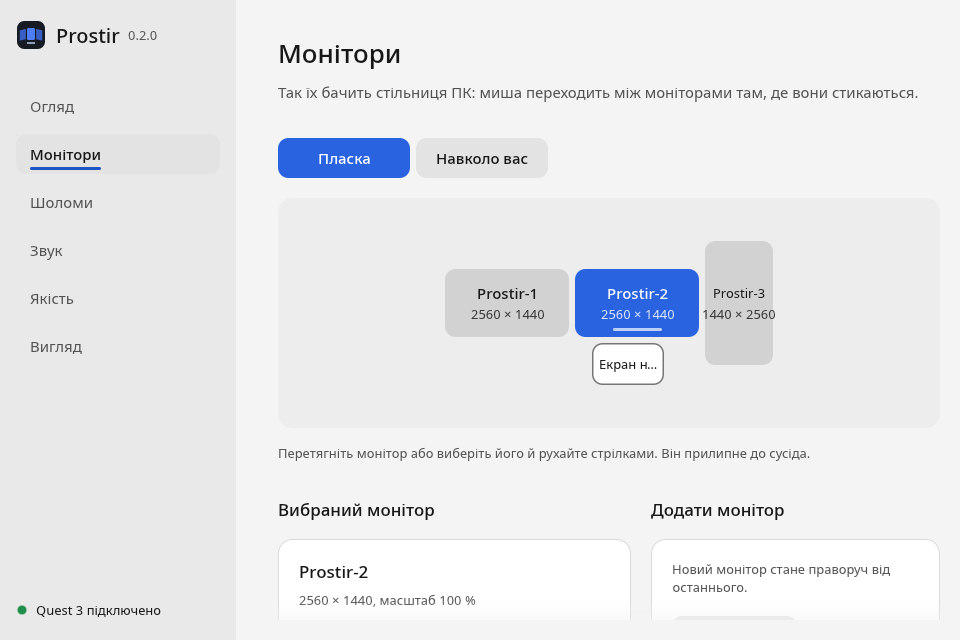 Prostir 0.2.0
Огляд
Монітори
Шоломи
Звук
Якість
Вигляд
Quest 3 підключено
Монітори
Так їх бачить стільниця ПК: миша переходить між моніторами там, де вони стикаються.
Пласка
Навколо вас
Prostir-1
2560 × 1440
Prostir-2
2560 × 1440
Prostir-3
1440 × 2560
Екран н...
Перетягніть монітор або виберіть його й рухайте стрілками. Він прилипне до сусіда.
Вибраний монітор
Prostir-2
2560 × 1440, масштаб 100 %
Додати монітор
Новий монітор стане праворуч від
останнього.